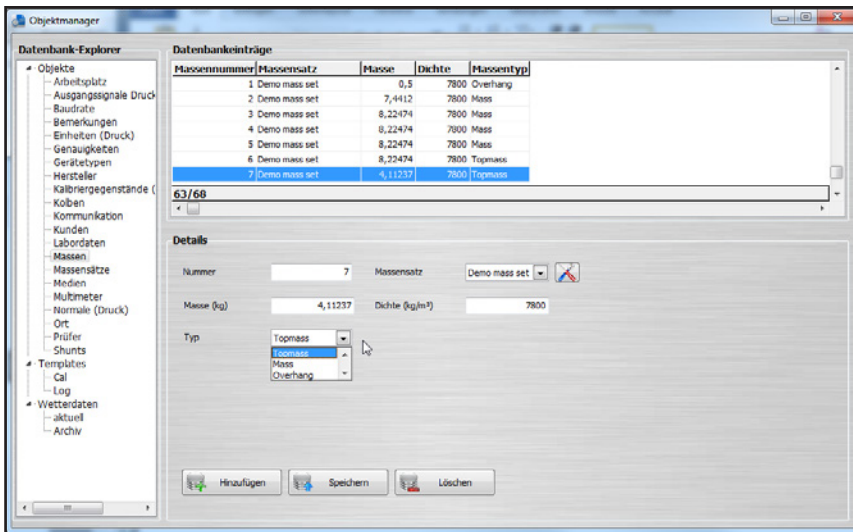 Objektmanager
Datenbank-Explorer
Objekte
Arbeitsplatz
Ausgangssignale Druck
Baudrate
Bemerkungen
Einheiten (Druck)
Genauigkeiten
Gerätetypen
Hersteller
Kalibriergegenstände (
Kolben
Kommunikation
Kunden
Labordaten
Massen
Massensätze
Medien
Multimeter
Normale (Druck)
Ort
Prüfer
Shunts
Templates
Cal
Log
Wetterdaten
aktuell
Archiv
Datenbankeinträge
Massennummer Massensatz Masse Dichte Massentyp
1 Demo mass set 0,5 7800 Overhang
2 Demo mass set 7,4412 7800 Mass
3 Demo mass set 8,22474 7800 Mass
4 Demo mass set 8,22474 7800 Mass
5 Demo mass set 8,22474 7800 Mass
6 Demo mass set 8,22474 7800 Topmass
7 Demo mass set 4,11237 7800 Topmass
63/68
Details
Nummer 7 Massensatz Demo mass set
Masse (kg) 4,11237 Dichte (kg/m³) 7800
Typ Topmass
Topmass
Mass
Overhang
Hinzufügen Speichern Löschen